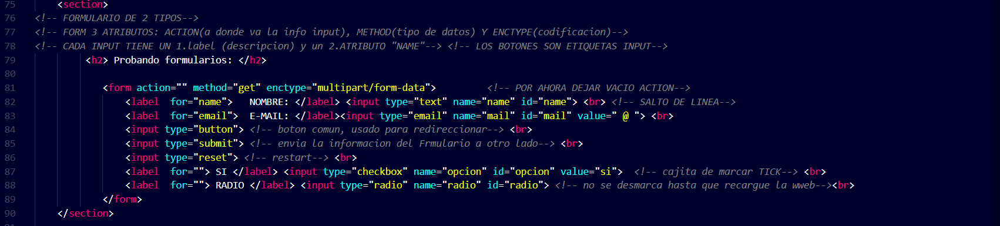 75 <section>
76 <!-- FORMULARIO DE 2 TIPOS-->
77 <!-- FORM 3 ATRIBUTOS: ACTION(a donde va la info input), METHOD(tipo de datos) Y ENCTYPE(codificacion)-->
78 <!-- CADA INPUT TIENE UN 1.label (descripcion) y un 2.ATRIBUTO "NAME"--> <!-- LOS BOTONES SON ETIQUETAS INPUT-->
79 <h2> Probando formularios: </h2>
80
81 <form action="" method="get" enctype="multipart/form-data"> <!-- POR AHORA DEJAR VACIO ACTION-->
82 <label for="name"> NOMBRE: </label> <input type="text" name="name" id="name"> <br> <!-- SALTO DE LINEA-->
83 <label for="email"> E-MAIL: </label><input type="email" name="mail" id="mail" value=" @ "> <br>
84 <input type="button"> <!-- boton comun, usado para redireccionar--> <br>
85 <input type="submit"> <!-- envia la informacion del Frmulario a otro lado--> <br>
86 <input type="reset"> <!-- restart--> <br>
87 <label for=""> SI </label> <input type="checkbox" name="opcion" id="opcion" value="si"> <!-- cajita de marcar TICK--> <br>
88 <label for=""> RADIO </label> <input type="radio" name="radio" id="radio"> <!-- no se desmarca hasta que recargue la wweb--><br>
89 </form>
90 </section>